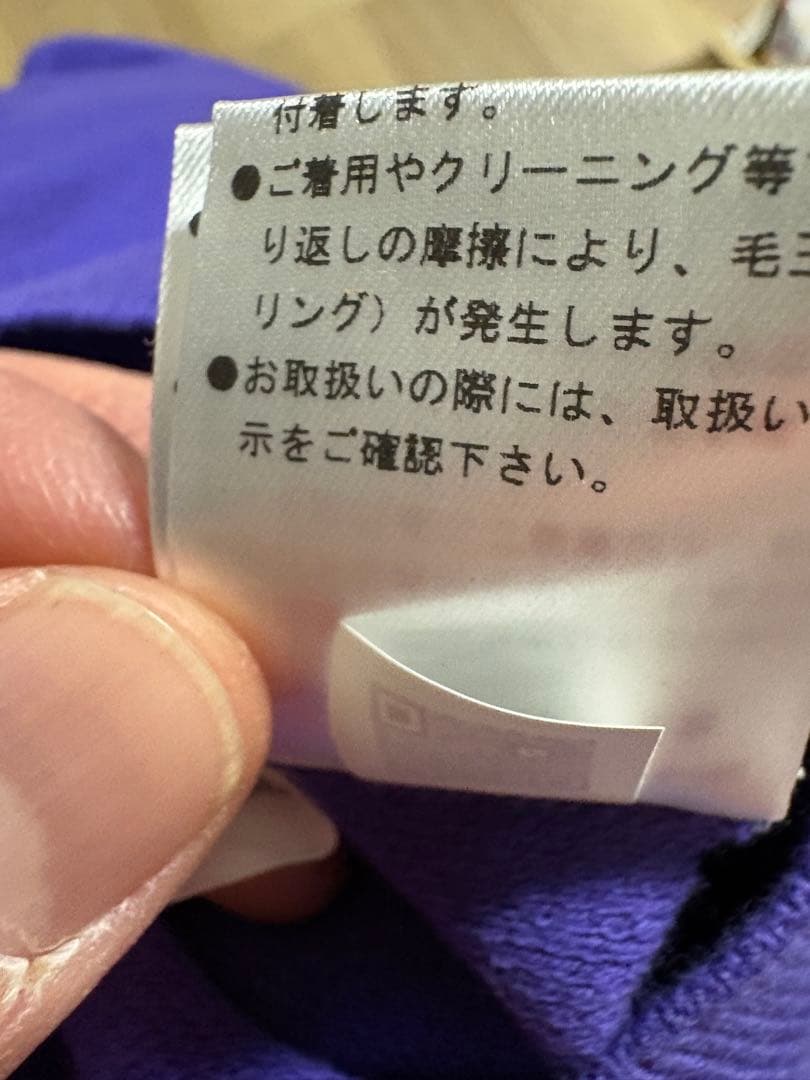 付着します。
●ご着用やクリーニング等
り返しの摩擦により、毛玉
リング）が発生します。
●お取扱いの際には、取扱い
示をご確認下さい。